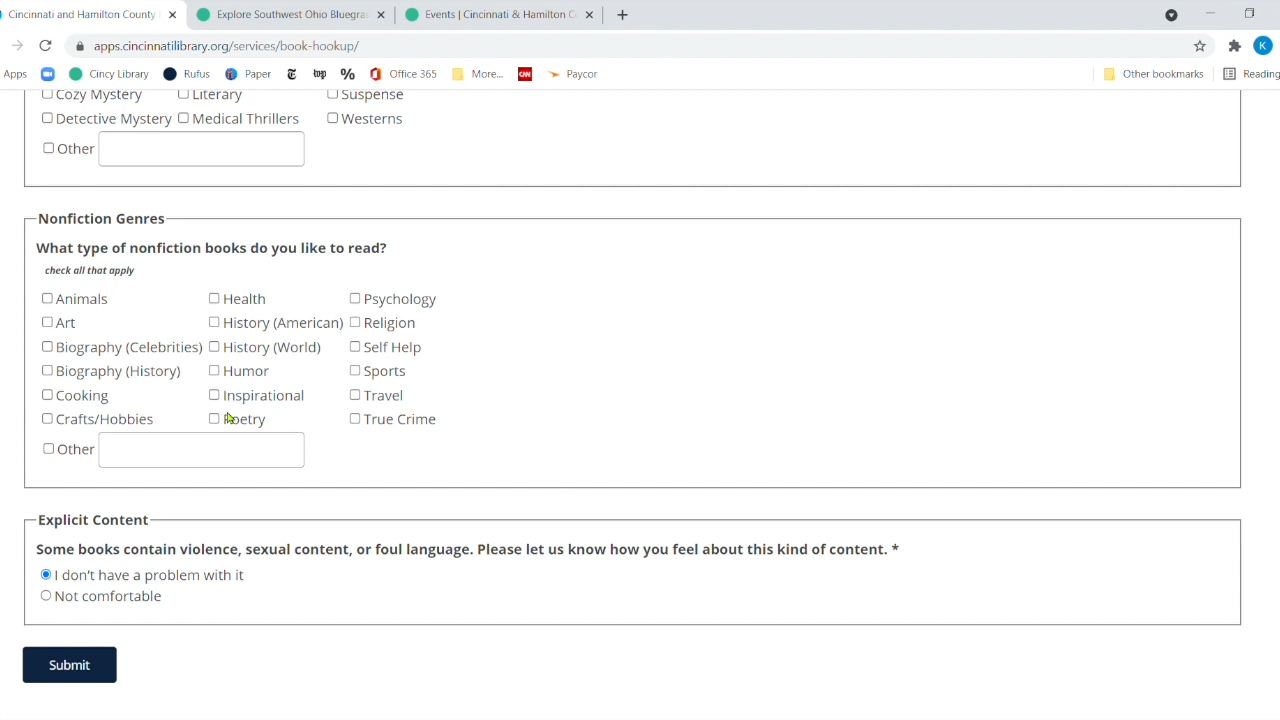 Cincinnati and Hamilton County
Explore Southwest Ohio Bluegra
Events | Cincinnati & Hamilton C
apps.cincinnatilibrary.org/services/book-hookup/
K
Apps Cincy Library Rufus Paper T wp % Office 365 More... CNN Paycor Other bookmarks Reading
Cozy Mystery Literary Suspense
Detective Mystery Medical Thrillers Westerns
Other
Nonfiction Genres
What type of nonfiction books do you like to read?
check all that apply
Animals Health Psychology
Art History (American) Religion
Biography (Celebrities) History (World) Self Help
Biography (History) Humor Sports
Cooking Inspirational Travel
Crafts/Hobbies Poetry True Crime
Other
Explicit Content
Some books contain violence, sexual content, or foul language. Please let us know how you feel about this kind of content. *
I don't have a problem with it
Not comfortable
Submit